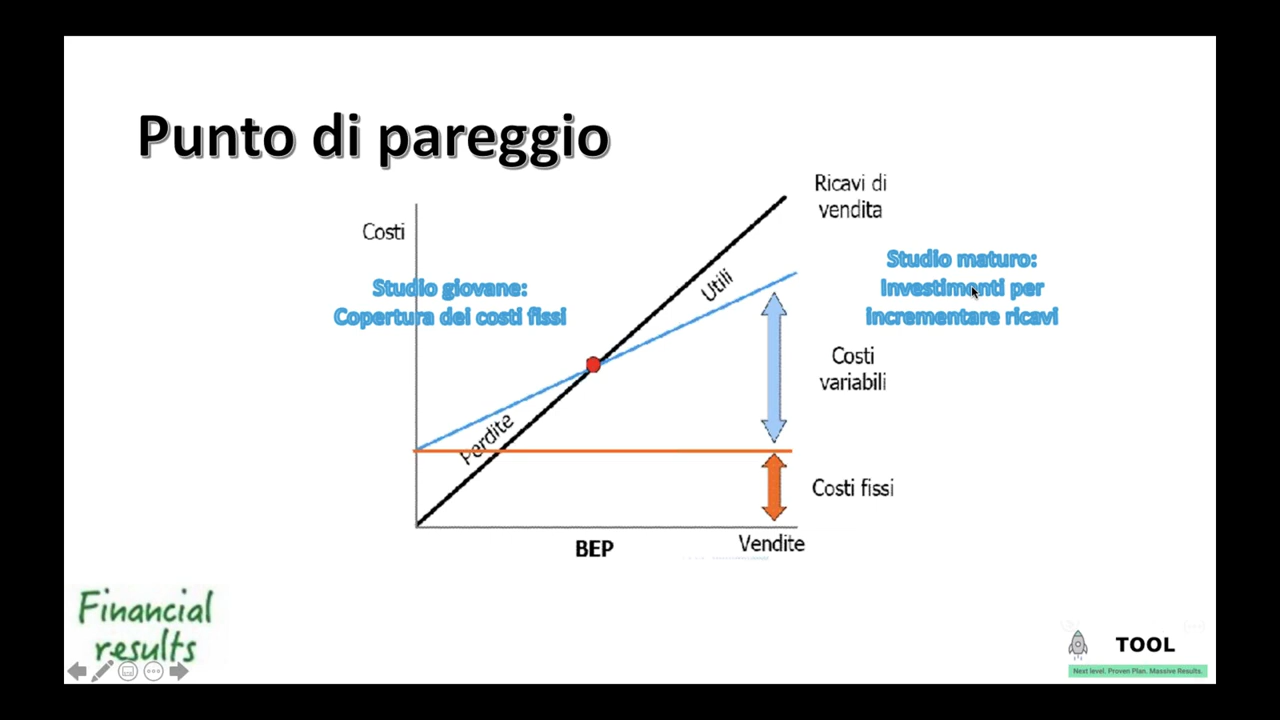 Punto di pareggio
Ricavi di
vendita
Costi
Studio giovane:
Copertura dei costi fissi
Utili
Studio maturo:
Investimenti per
incrementare ricavi
Costi
variabili
Perdite
Costi fissi
BEP
Vendite
Financial
results
TOOL
Next level. Proven Plan. Massive Results.